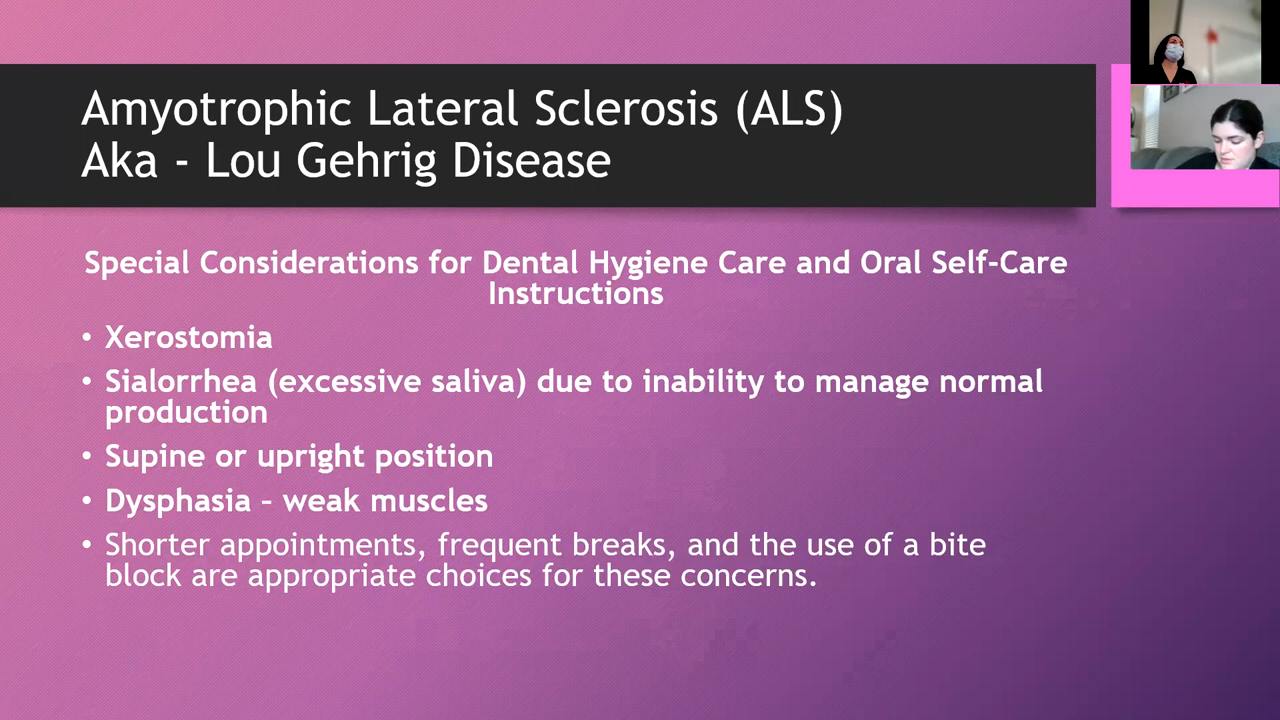 Amyotrophic Lateral Sclerosis (ALS)
Aka - Lou Gehrig Disease
Special Considerations for Dental Hygiene Care and Oral Self-Care
Instructions
• Xerostomia
• Sialorrhea (excessive saliva) due to inability to manage normal
production
• Supine or upright position
• Dysphasia – weak muscles
• Shorter appointments, frequent breaks, and the use of a bite
block are appropriate choices for these concerns.